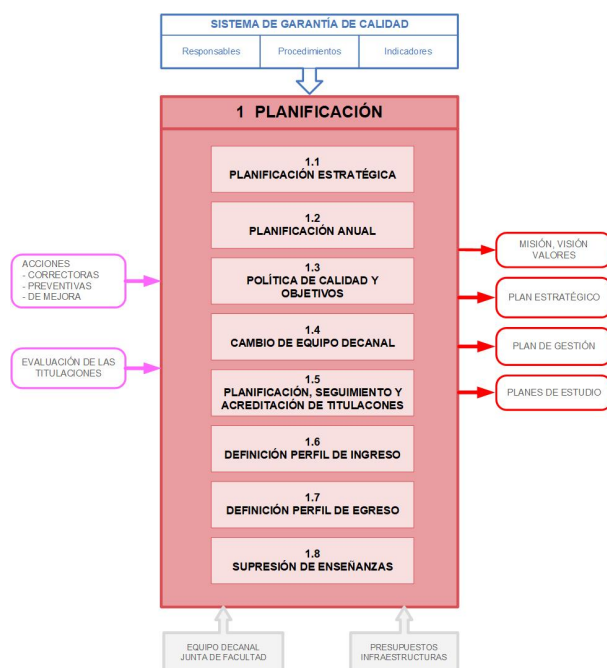 SISTEMA DE GARANTÍA DE CALIDAD
Responsables
Procedimientos
Indicadores
1 PLANIFICACIÓN
1.1
PLANIFICACIÓN ESTRATÉGICA
1.2
PLANIFICACIÓN ANUAL
1.3
POLÍTICA DE CALIDAD Y
OBJETIVOS
1.4
CAMBIO DE EQUIPO DECANAL
1.5
PLANIFICACIÓN, SEGUIMIENTO Y
ACREDITACIÓN DE TITULACONES
1.6
DEFINICIÓN PERFIL DE INGRESO
1.7
DEFINICIÓN PERFIL DE EGRESO
1.8
SUPRESIÓN DE ENSEÑANZAS
ACCIONES
- CORRECTORAS
- PREVENTIVAS
- DE MEJORA
EVALUACIÓN DE LAS
TITULACIONES
MISIÓN, VISIÓN
VALORES
PLAN ESTRATÉGICO
PLAN DE GESTIÓN
PLANES DE ESTUDIO
EQUIPO DECANAL
JUNTA DE FACULTAD
PRESUPUESTOS
INFRAESTRUCTURAS